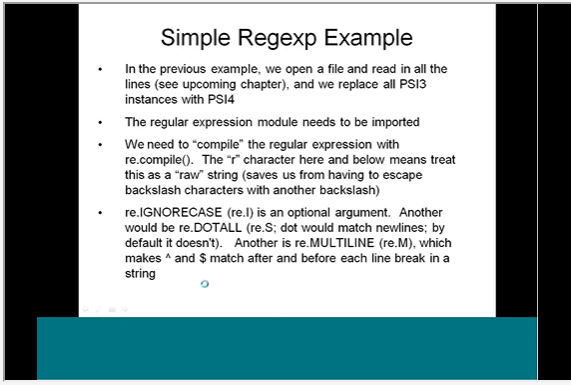 Simple Regexp Example
• In the previous example, we open a file and read in all the
lines (see upcoming chapter), and we replace all PSI3
instances with PSI4
• The regular expression module needs to be imported
• We need to “compile” the regular expression with
re.compile(). The “r” character here and below means treat
this as a “raw” string (saves us from having to escape
backslash characters with another backslash)
• re.IGNORECASE (re.I) is an optional argument. Another
would be re.DOTALL (re.S; dot would match newlines; by
default it doesn't). Another is re.MULTILINE (re.M), which
makes ^ and $ match after and before each line break in a
string